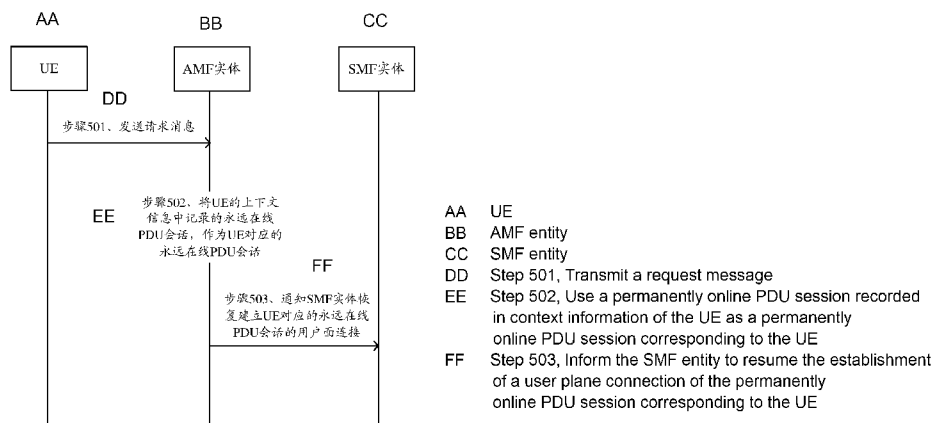 AA
BB
CC
UE
AMF实体
SMF实体
DD
步骤501、发送请求消息
EE
步骤502、将UE的上下文
信息中记录的永远在线
PDU会话，作为UE对应的
永远在线PDU会话
FF
步骤503、通知SMF实体恢
复建立UE对应的永远在线
PDU会话的用户面连接
AA UE
BB AMF entity
CC SMF entity
DD Step 501, Transmit a request message
EE Step 502, Use a permanently online PDU session recorded
in context information of the UE as a permanently
online PDU session corresponding to the UE
FF Step 503, Inform the SMF entity to resume the establishment
of a user plane connection of the permanently
online PDU session corresponding to the UE